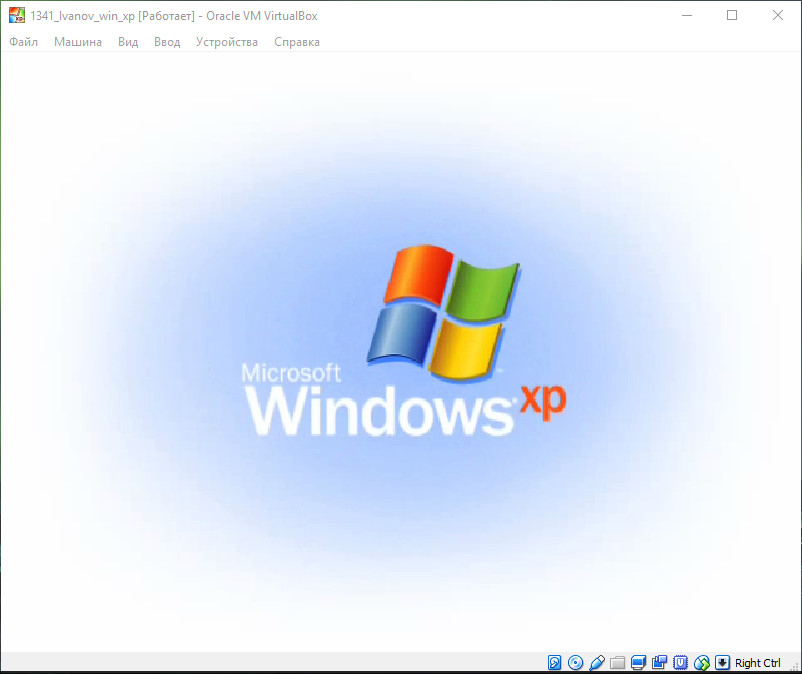 1341_Ivanov_win_xp [Работает] - Oracle VM VirtualBox
Файл Машина Вид Ввод Устройства Справка
Microsoft
Windows xp
Right Ctrl